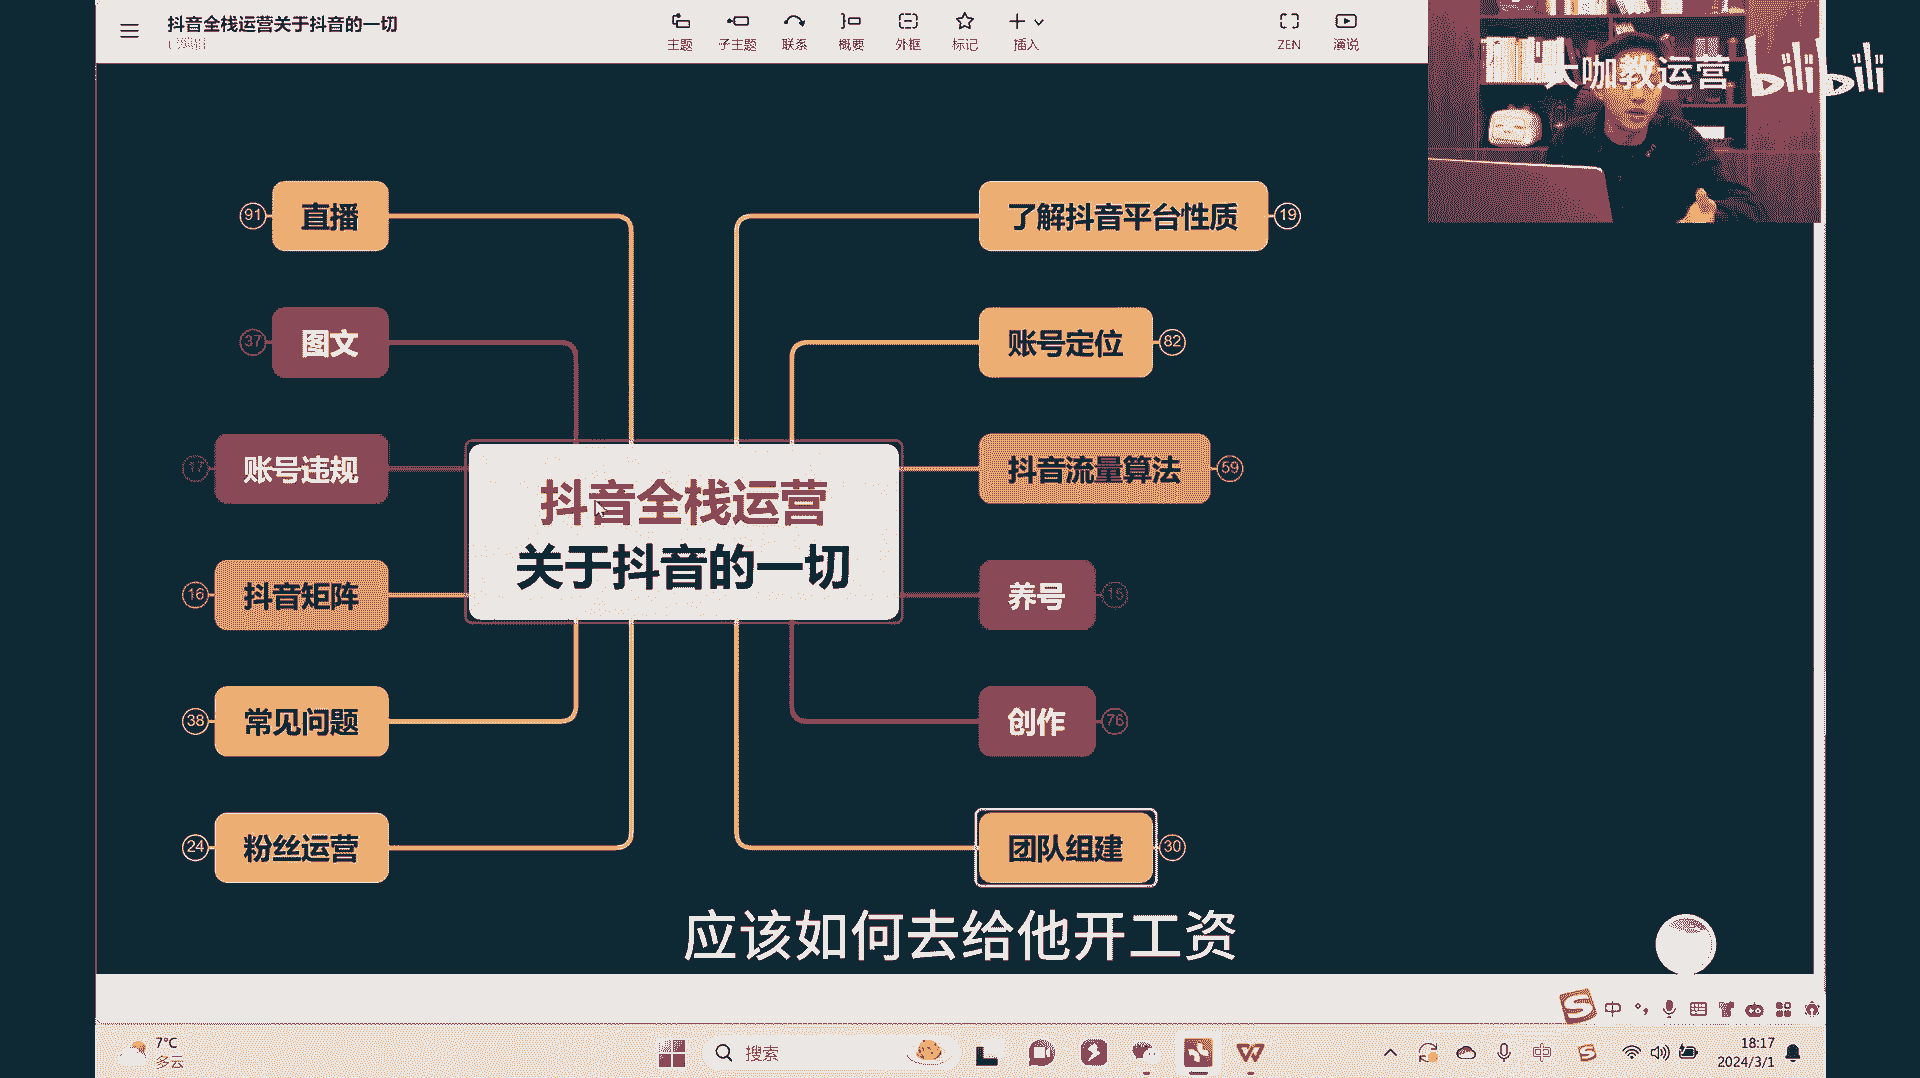 抖音全栈运营关于抖音的一切
主题
子主题
联系
概要
外框
标记
插入
ZEN
演说
大咖教运营
bilibili
91
直播
37
图文
17
账号违规
16
抖音矩阵
38
常见问题
24
粉丝运营
抖音全栈运营
关于抖音的一切
了解抖音平台性质
19
账号定位
82
抖音流量算法
59
养号
15
创作
76
团队组建
30
应该如何去给他开工资
中
7°C
多云
搜索
中
18:17
2024/3/1